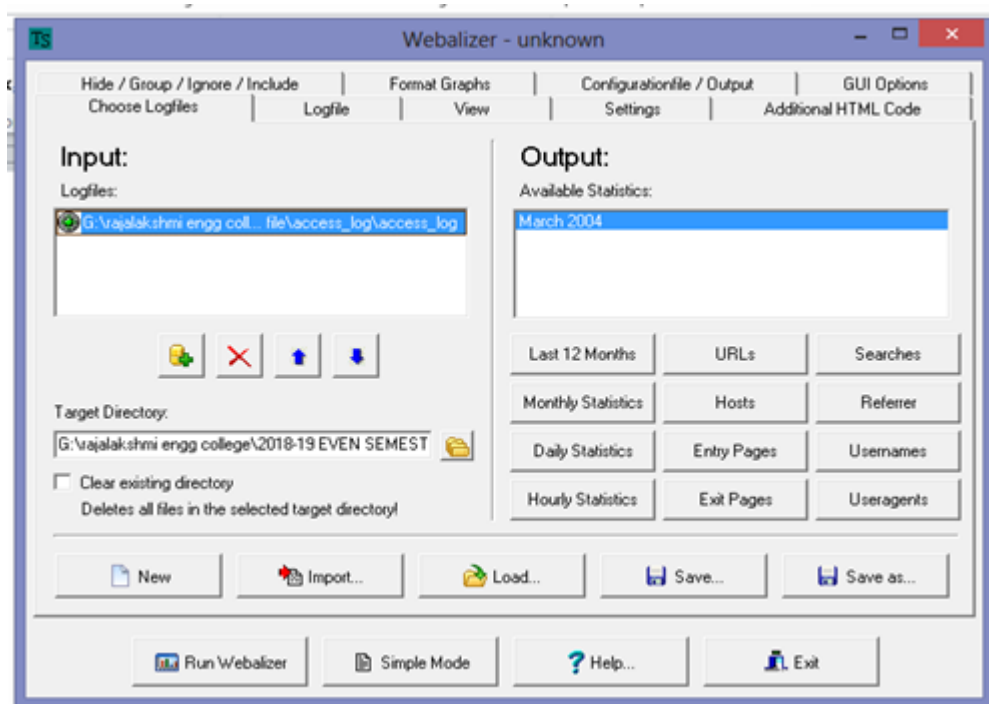 TS
Webalizer - unknown
Hide / Group / Ignore / Include
Format Graphs
Configurationfile / Output
GUI Options
Choose Logfiles
Logfile
View
Settings
Additional HTML Code
Input:
Logfiles:
G:\rajalakshmi engg coll... file\access_log\access_log
Target Directory:
G:\rajalakshmi engg college\2018-19 EVEN SEMEST
Clear existing directory
Deletes all files in the selected target directory!
Output:
Available Statistics:
March 2004
Last 12 Months
URLs
Searches
Monthly Statistics
Hosts
Referrer
Daily Statistics
Entry Pages
Usernames
Hourly Statistics
Exit Pages
Useragents
New
Import...
Load...
Save...
Save as...
Run Webalizer
Simple Mode
Help...
Exit